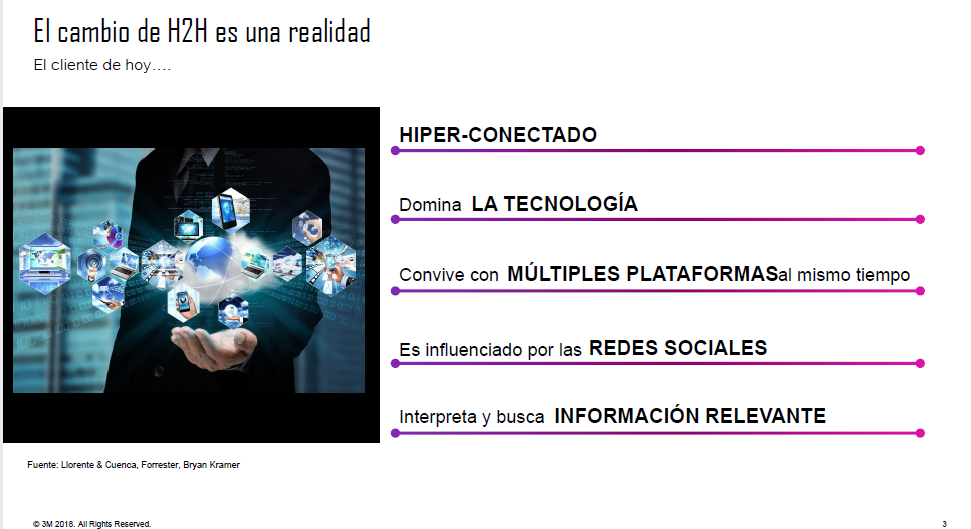 El cambio de H2H es una realidad
El cliente de hoy….
HIPER-CONECTADO
Domina LA TECNOLOGÍA
Convive con MÚLTIPLES PLATAFORMASal mismo tiempo
Es influenciado por las REDES SOCIALES
Interpreta y busca INFORMACIÓN RELEVANTE
Fuente: Llorente & Cuenca, Forrester, Bryan Kramer
© 3M 2018. All Rights Reserved.
3